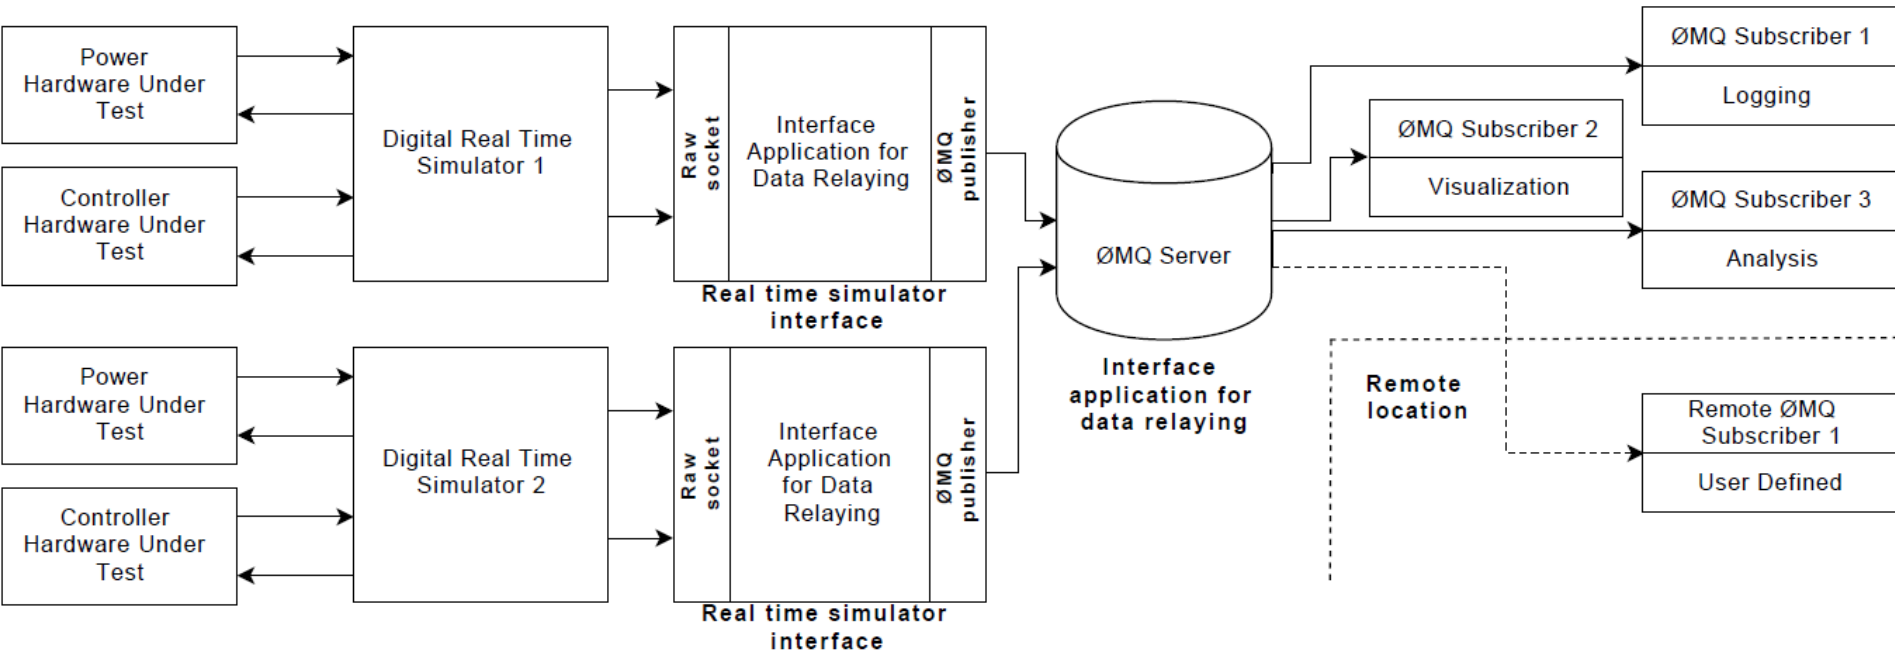 Power
Hardware Under
Test
Controller
Hardware Under
Test
Digital Real Time
Simulator 1
Raw
socket
Interface
Application for
Data Relaying
ØMQ
publisher
Real time simulator
interface
Power
Hardware Under
Test
Controller
Hardware Under
Test
Digital Real Time
Simulator 2
Raw
socket
Interface
Application
for Data
Relaying
ØMQ
publisher
Real time simulator
interface
ØMQ Server
Interface
application for
data relaying
ØMQ Subscriber 1
Logging
ØMQ Subscriber 2
Visualization
ØMQ Subscriber 3
Analysis
Remote
location
Remote ØMQ
Subscriber 1
User Defined